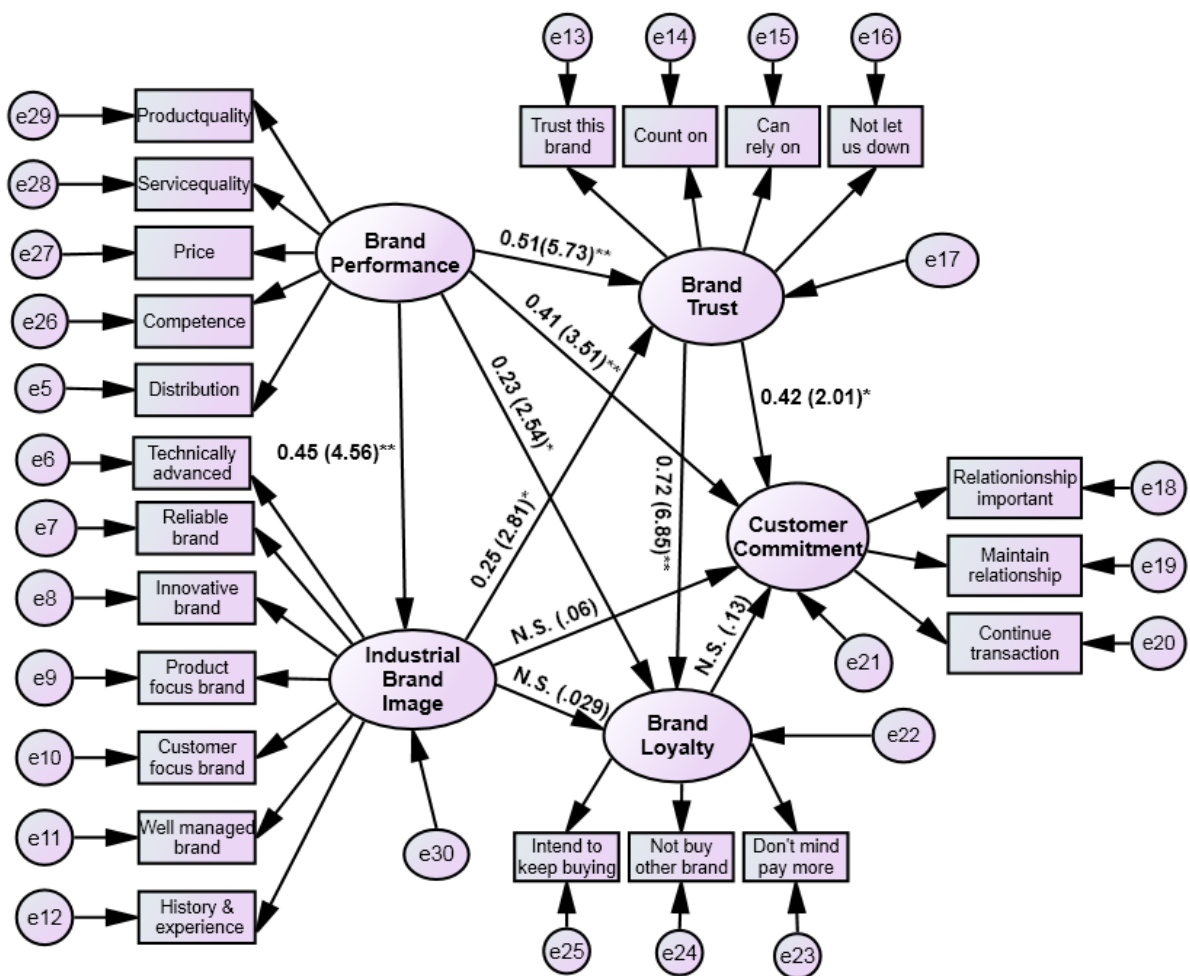 e13
e14
e15
e16
Trust this
brand
Count on
Can
rely on
Not let
us down
e29
Productquality
e28
Servicequality
e27
Price
e26
Competence
e5
Distribution
Brand
Performance
0.51(5.73)**
Brand
Trust
e17
0.41 (3.51)**
0.23 (2.54)*
0.42 (2.01)*
0.45 (4.56)**
0.25 (2.81)*
0.72 (6.85)**
e6
Technically
advanced
e7
Reliable
brand
e8
Innovative
brand
e9
Product
focus brand
e10
Customer
focus brand
e11
Well managed
brand
e12
History &
experience
Industrial
Brand
Image
e30
N.S. (.06)
N.S. (.029)
N.S. (.13)
Customer
Commitment
Relationionship
important
e18
Maintain
relationship
e19
Continue
transaction
e20
e21
Brand
Loyalty
e22
Intend to
keep buying
Not buy
other brand
Don't mind
pay more
e25
e24
e23